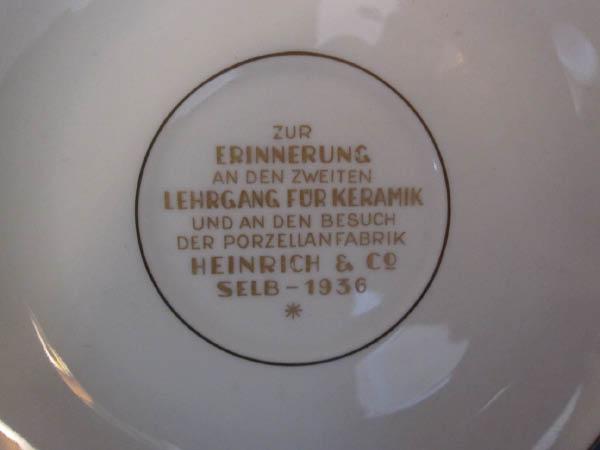 ZUR
ERINNERUNG
AN DEN ZWEITEN
LEHRGANG FÜR KERAMIK
UND AN DEN BESUCH
DER PORZELLANFABRIK
HEINRICH & CO
SELB - 1936
*